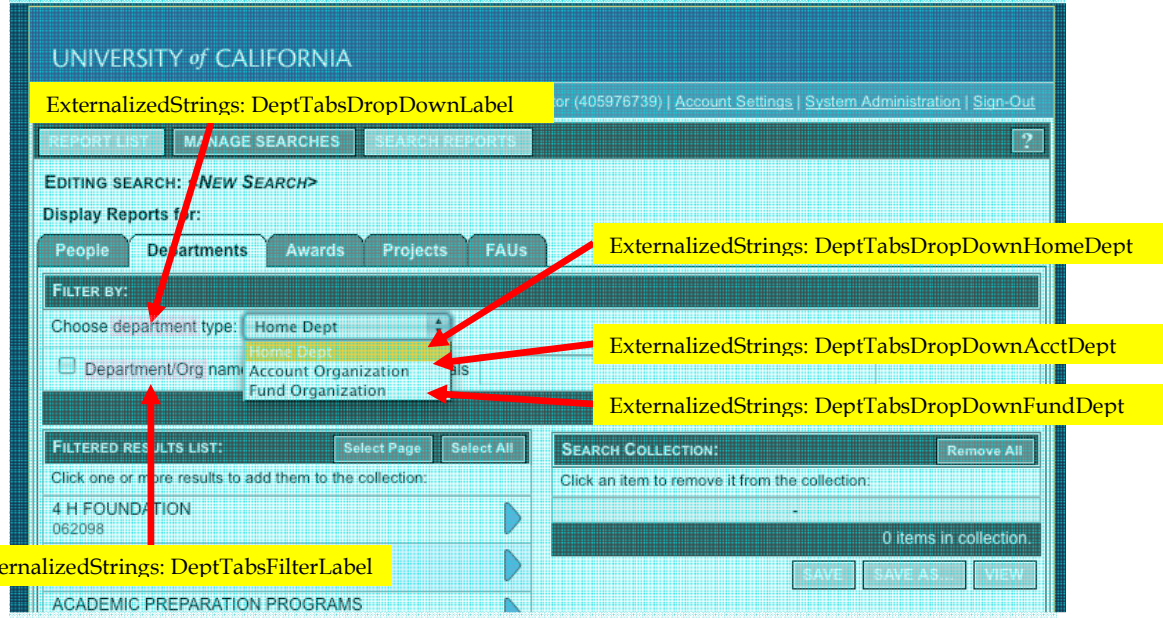 UNIVERSITY of CALIFORNIA
ExternalizedStrings: DeptTabsDropDownLabel
tor (405976739) | Account Settings | System Administration | Sign-Out
REPORT LIST MANAGE SEARCHES SEARCH REPORTS ?
EDITING SEARCH: <NEW SEARCH>
Display Reports for:
People Departments Awards Projects FAUs
ExternalizedStrings: DeptTabsDropDownHomeDept
FILTER BY:
Choose department type: Home Dept
Home Dept
ExternalizedStrings: DeptTabsDropDownAcctDept
Department/Org name
Account Organization
Fund Organization
ExternalizedStrings: DeptTabsDropDownFundDept
FILTERED RESULTS LIST: Select Page Select All
Click one or more results to add them to the collection:
4 H FOUNDATION
062098
SEARCH COLLECTION: Remove All
Click an item to remove it from the collection:
-
0 items in collection.
ernalizedStrings: DeptTabsFilterLabel
SAVE SAVE AS... VIEW
ACADEMIC PREPARATION PROGRAMS